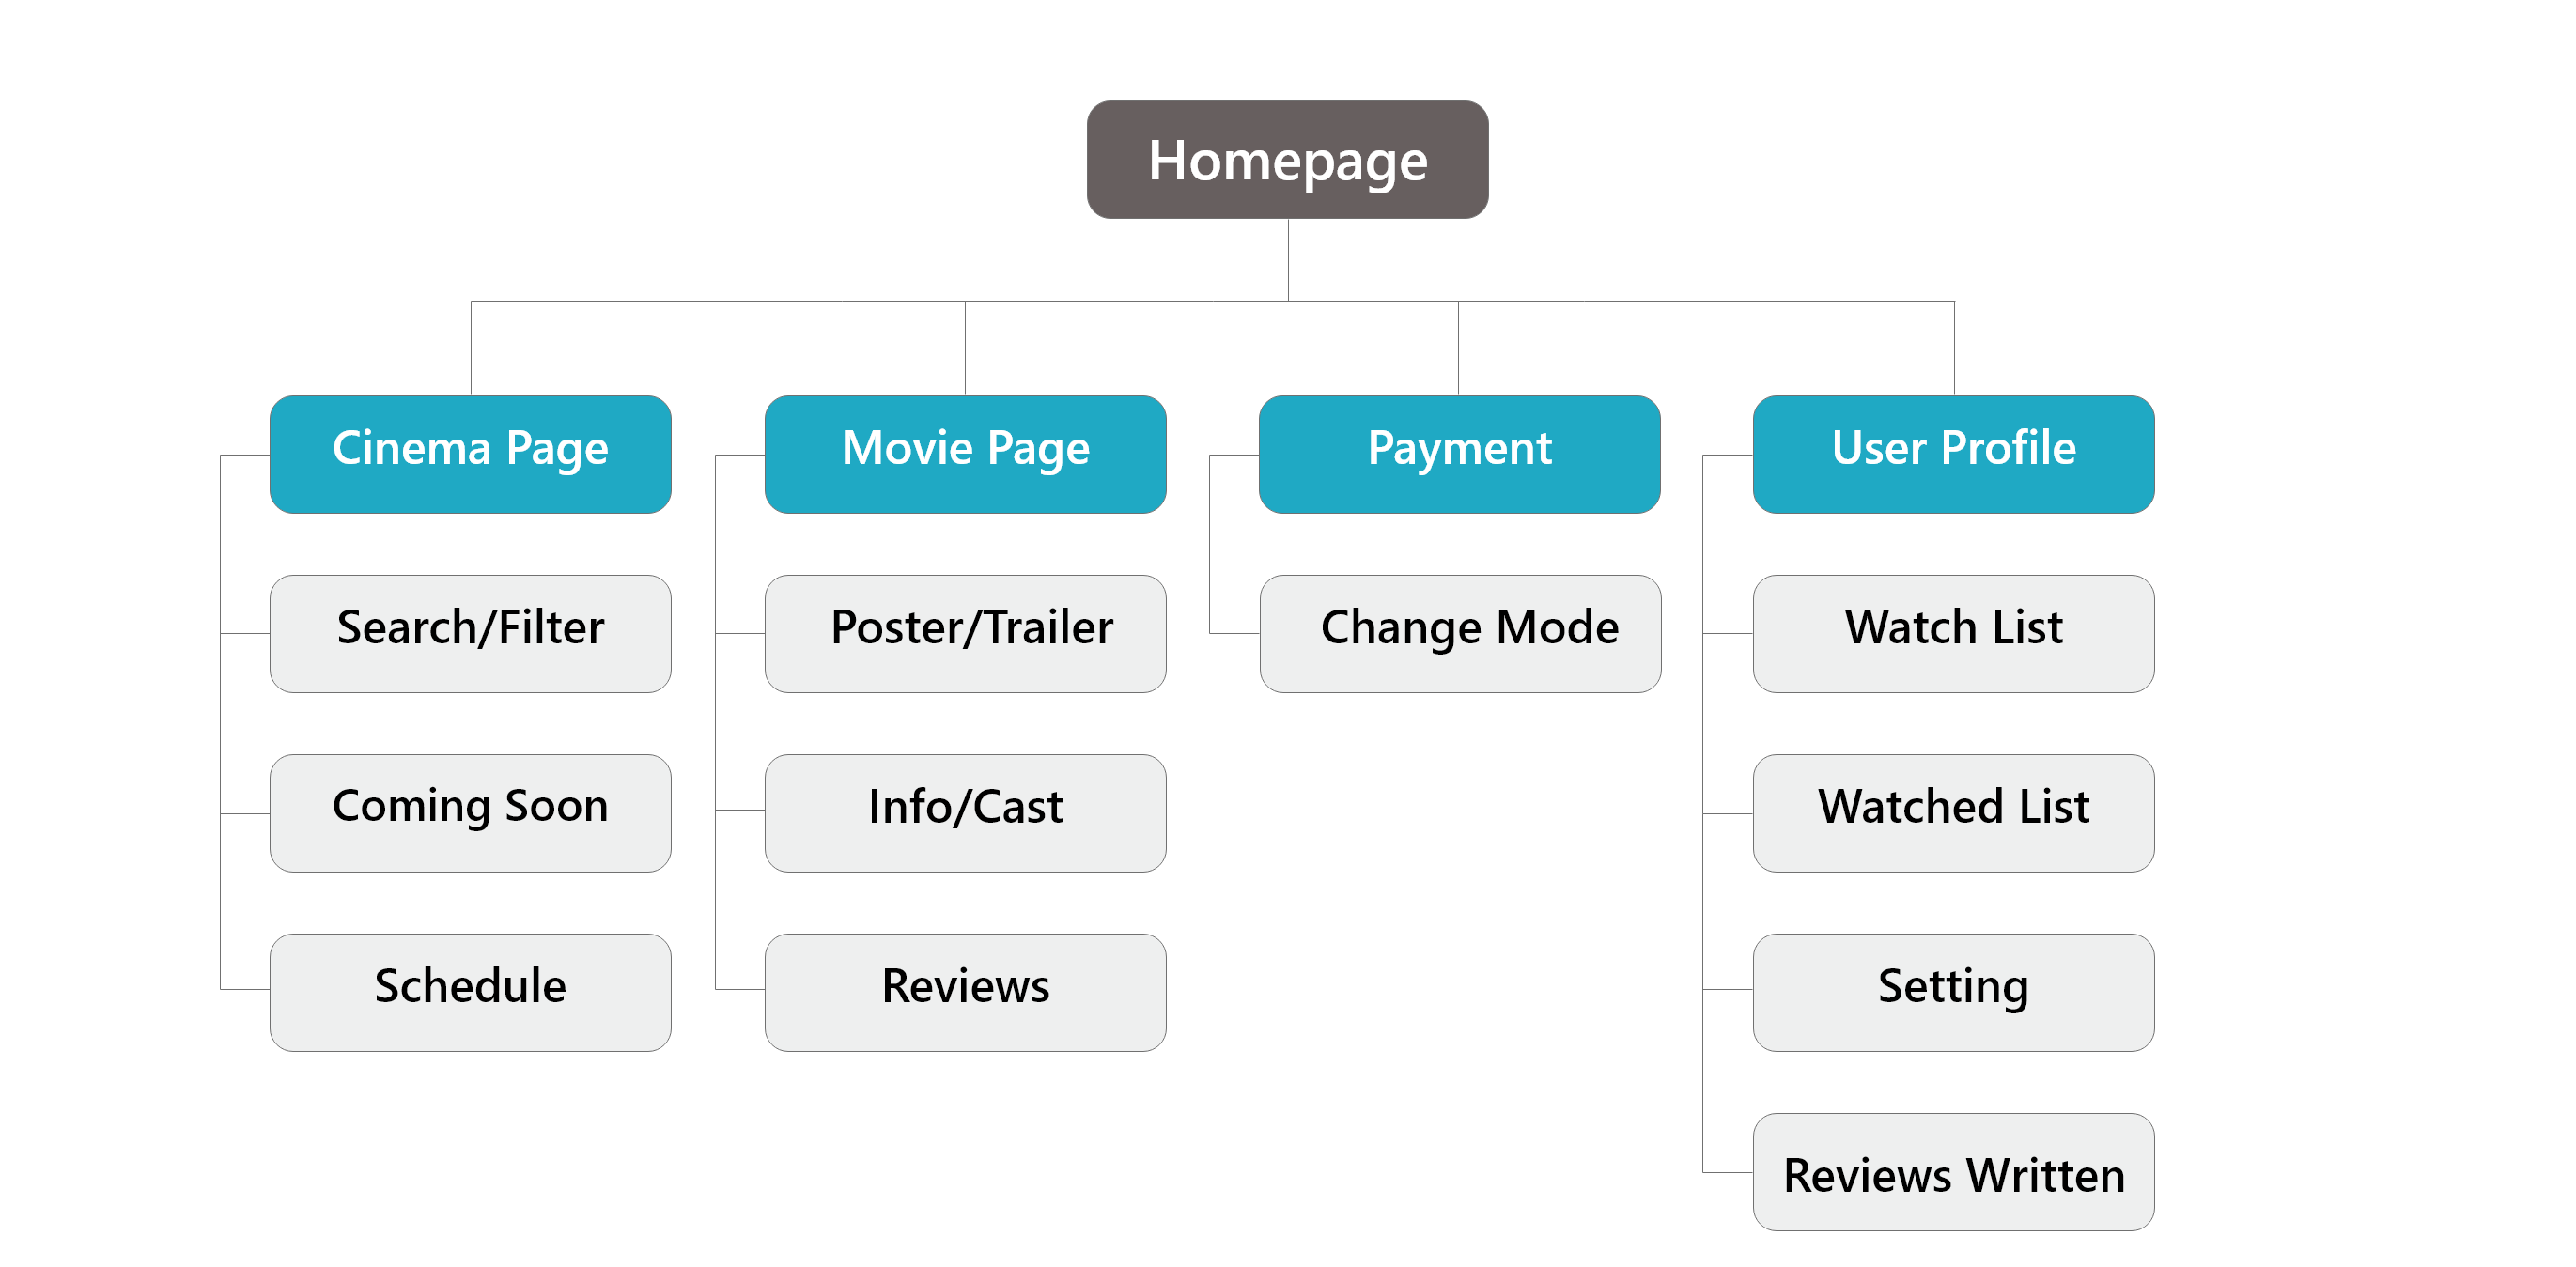 Homepage
Cinema Page
Search/Filter
Coming Soon
Schedule
Movie Page
Poster/Trailer
Info/Cast
Reviews
Payment
Change Mode
User Profile
Watch List
Watched List
Setting
Reviews Written